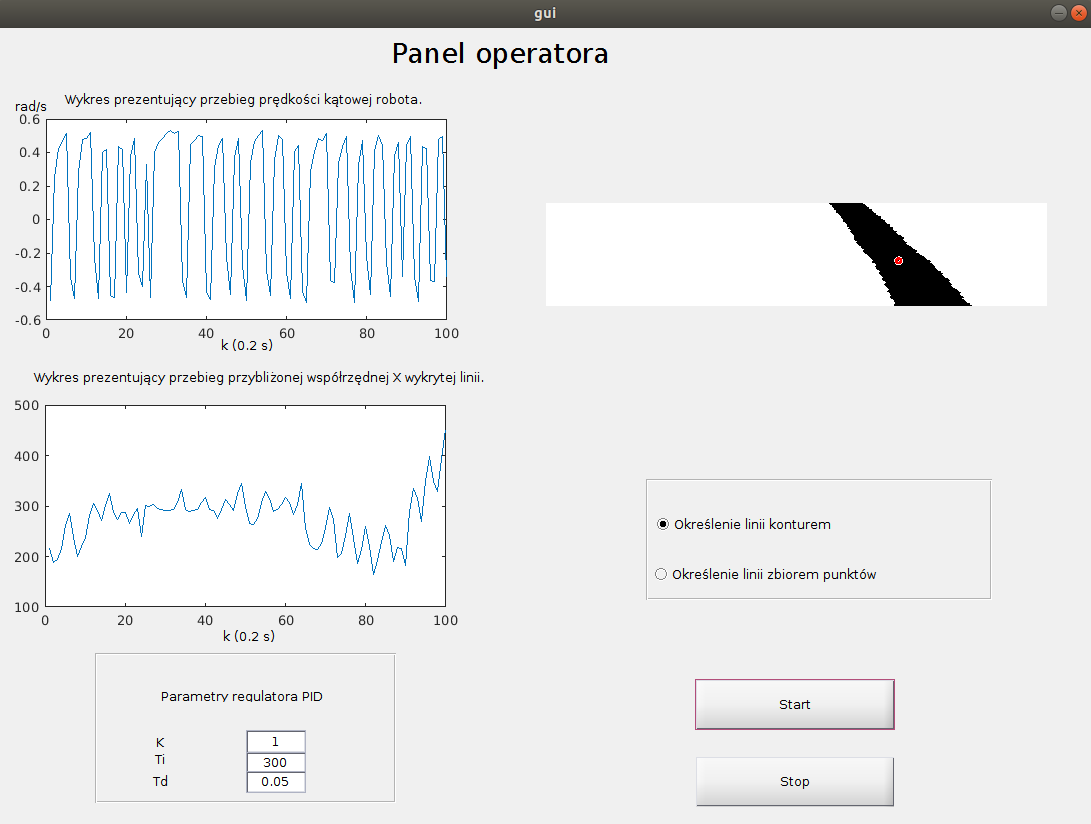 gui
Panel operatora
Wykres prezentujący przebieg prędkości kątowej robota.
rad/s
0.6
0.4
0.2
0
-0.2
-0.4
-0.6
0 20 40 60 80 100
k (0.2 s)
Wykres prezentujący przebieg przybliżonej współrzędnej X wykrytej linii.
500
400
300
200
100
0 20 40 60 80 100
k (0.2 s)
Parametry regulatora PID
K 1
Ti 300
Td 0.05
Określenie linii konturem
Określenie linii zbiorem punktów
Start
Stop